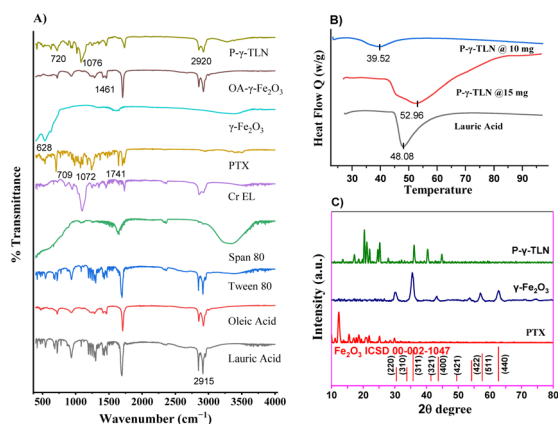 A)
P-γ-TLN
720
1076
2920
OA-γ-Fe₂O₃
1461
γ-Fe₂O₃
628
PTX
709
1072
1741
Cr EL
Span 80
Tween 80
Oleic Acid
Lauric Acid
2915
% Transmittance
500 1000 1500 2000 2500 3000 3500 4000
Wavenumber (cm⁻¹)
B)
P-γ-TLN @ 10 mg
39.52
P-γ-TLN @15 mg
52.96
Lauric Acid
48.08
Heat Flow Q (w/g)
30 40 50 60 70 80 90
Temperature
C)
P-γ-TLN
γ-Fe₂O₃
PTX
Fe₂O₃ ICSD 00-002-1047
(220)
(310)
(311)
(321)
(400)
(421)
(422)
(511)
(440)
Intensity (a.u.)
10 20 30 40 50 60 70 80
2θ degree